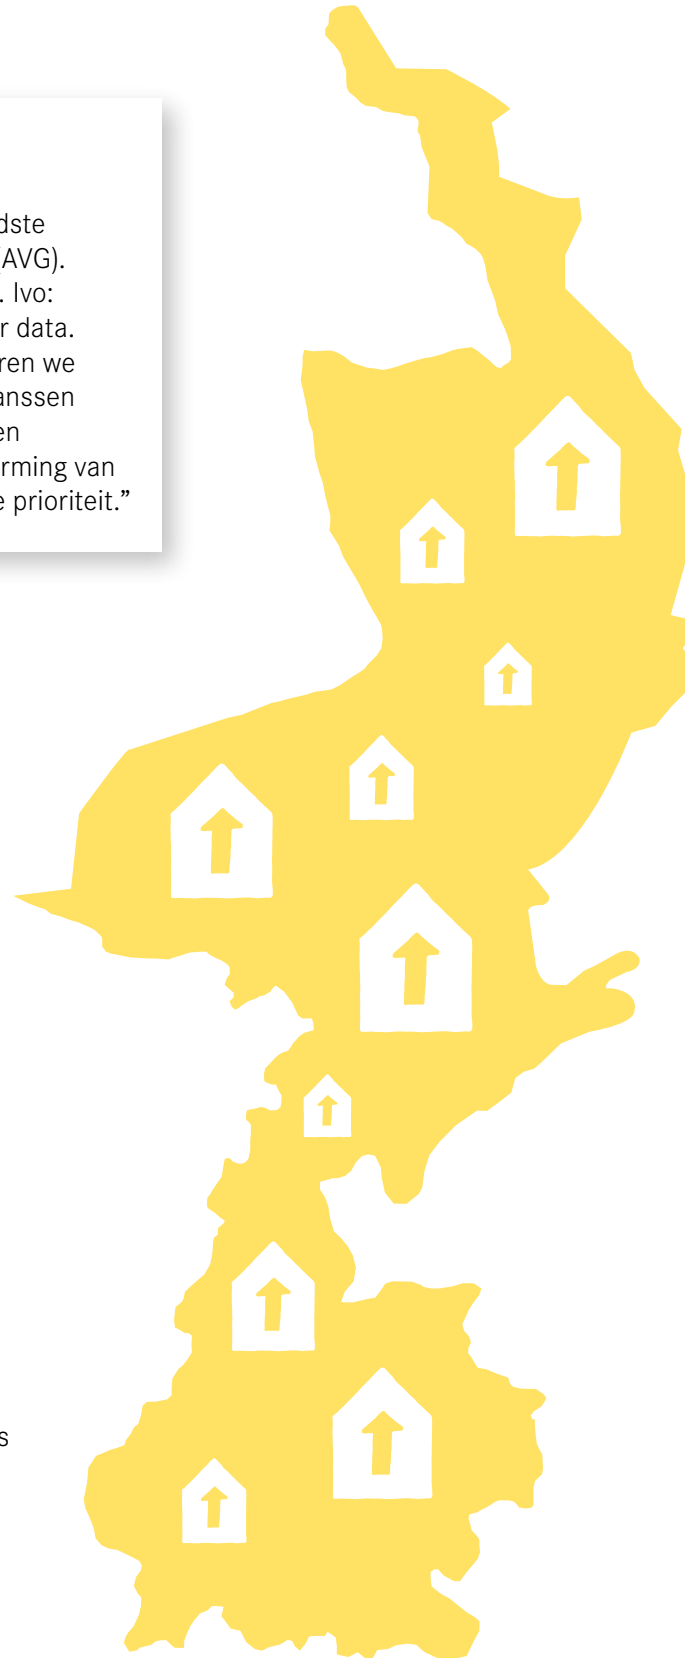 dste
(AVG).
. Ivo:
r data.
ren we
anssen
en
rming van
e prioriteit.”
s